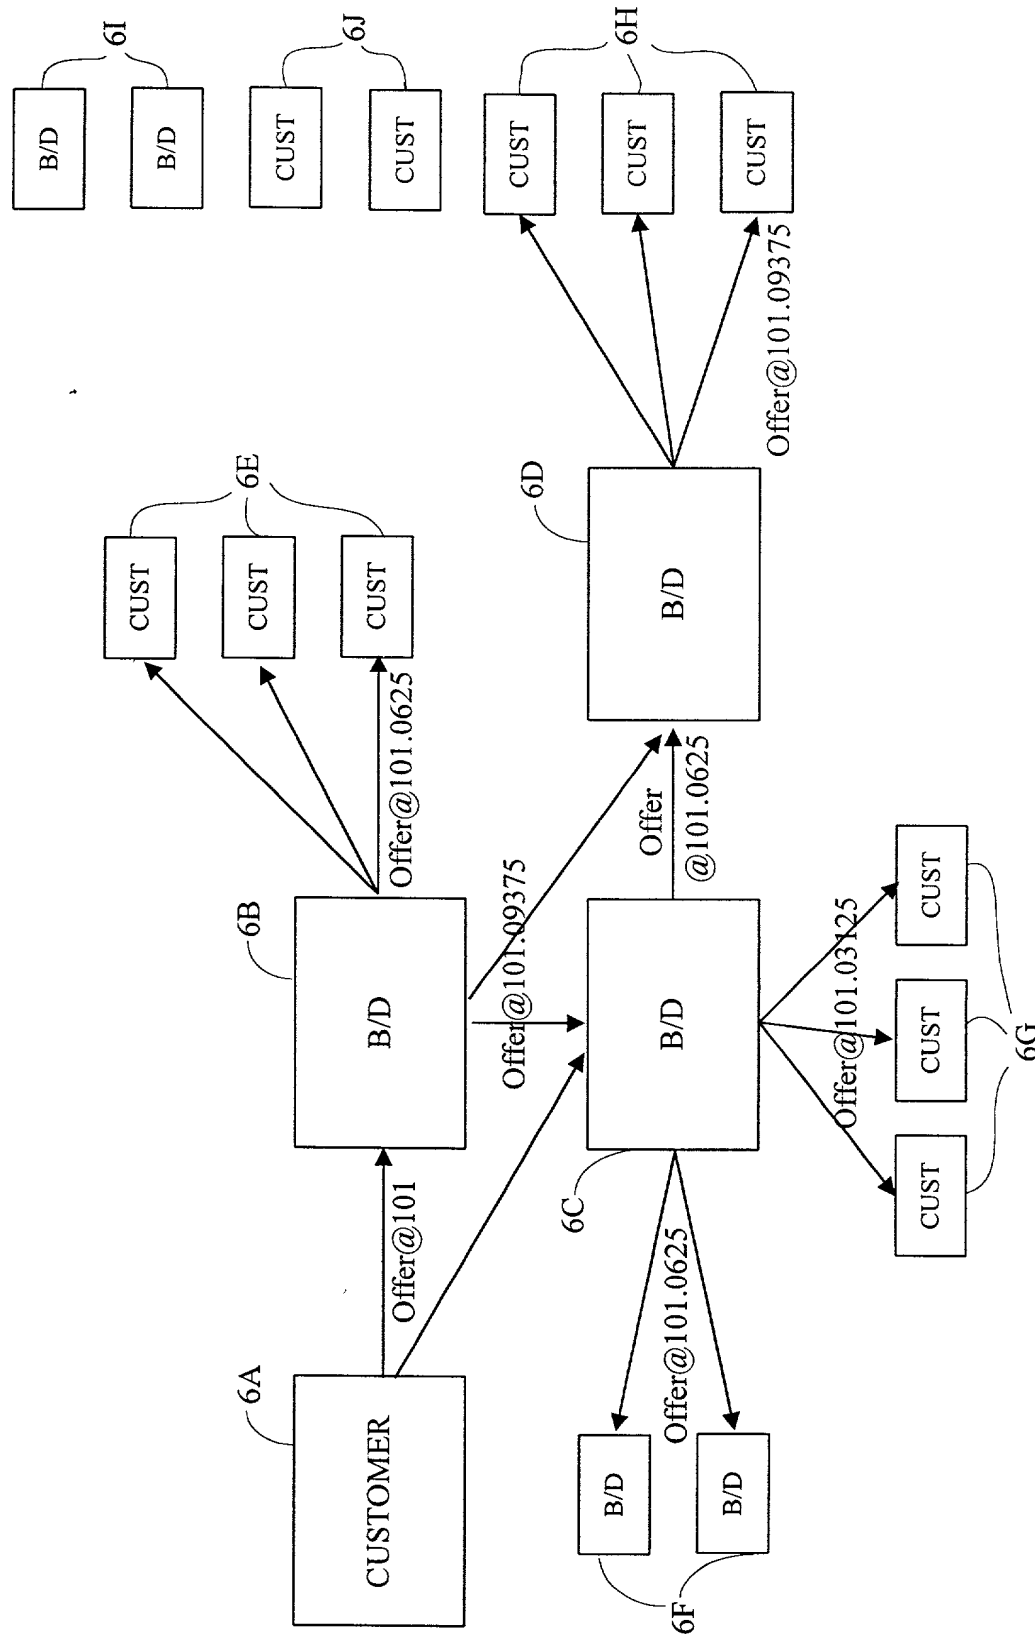 6I
B/D
B/D
6J
CUST
CUST
6H
CUST
CUST
CUST
Offer@101.09375
6E
CUST
CUST
CUST
Offer@101.0625
6D
B/D
Offer
@101.0625
6B
B/D
Offer@101.09375
6C
B/D
Offer@101.03125
CUST
CUST
CUST
6G
6A
CUSTOMER
Offer@101
Offer@101.0625
B/D
B/D
6F